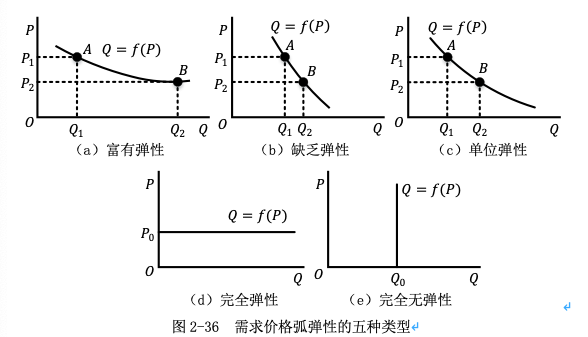 P P P
A Q = f(P) Q = f(P) Q = f(P)
P₁ P₁ A P₁ A
P₂ B P₂ B P₂ B
O Q₁ Q₂ Q O Q₁ Q₂ Q O Q₁ Q₂ Q
（a）富有弹性 （b）缺乏弹性 （c）单位弹性
P P
Q = f(P) Q = f(P)
P₀
O Q O Q₀ Q
（d）完全弹性 （e）完全无弹性
图 2-36 需求价格弧弹性的五种类型